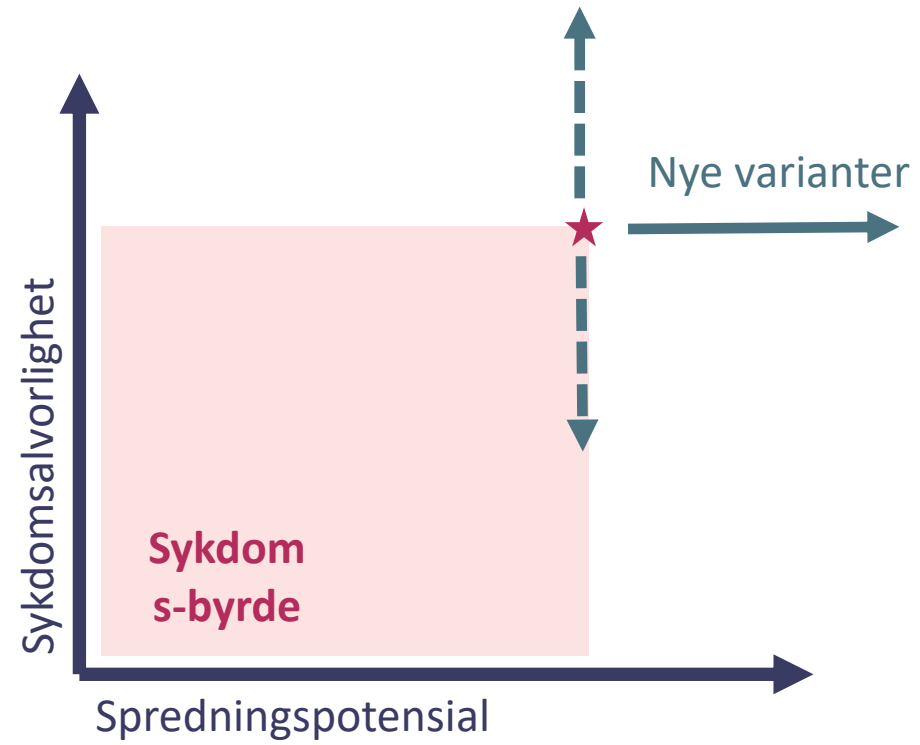 Nye varianter
Sykdomsalvorlighet
Sykdom
s-byrde
Spredningspotensial